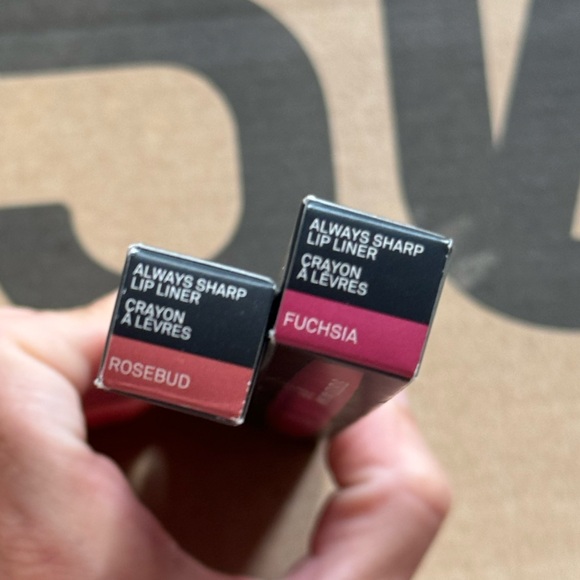 ALWAYS SHARP
LIP LINER
CRAYON
À LÈVRES
ROSEBUD
ALWAYS SHARP
LIP LINER
CRAYON
À LÈVRES
FUCHSIA